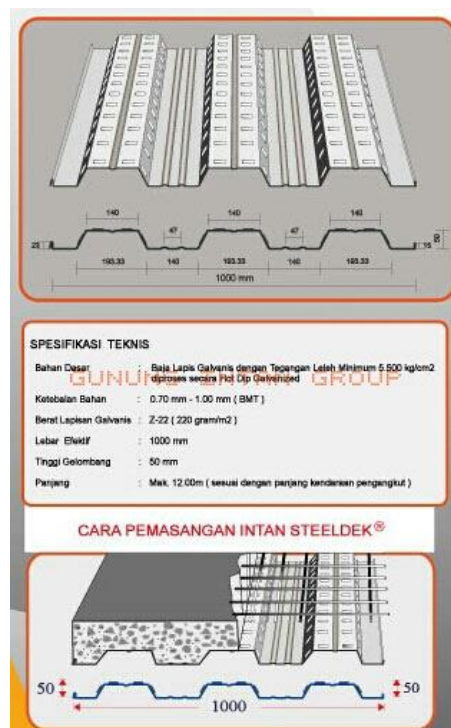 140 140 140
47 47
25 50 15
193.33 140 193.33 140 193.33
1000 mm
SPESIFIKASI TEKNIS
Bahan Dasar : Baja Lapis Galvanis dengan Tegangan Leleh Minimum 5.500 kg/cm2
diproses secara Hot Dip Galvanized
GUNUNG GROUP
Ketebalan Bahan : 0.70 mm - 1.00 mm ( BMT )
Berat Lapisan Galvanis : Z-22 ( 220 gram/m2 )
Lebar Efektif : 1000 mm
Tinggi Gelombang : 50 mm
Panjang : Mak. 12.00m ( sesuai dengan panjang kendaraan pengangkut )
CARA PEMASANGAN INTAN STEELDEK®
50 50
1000